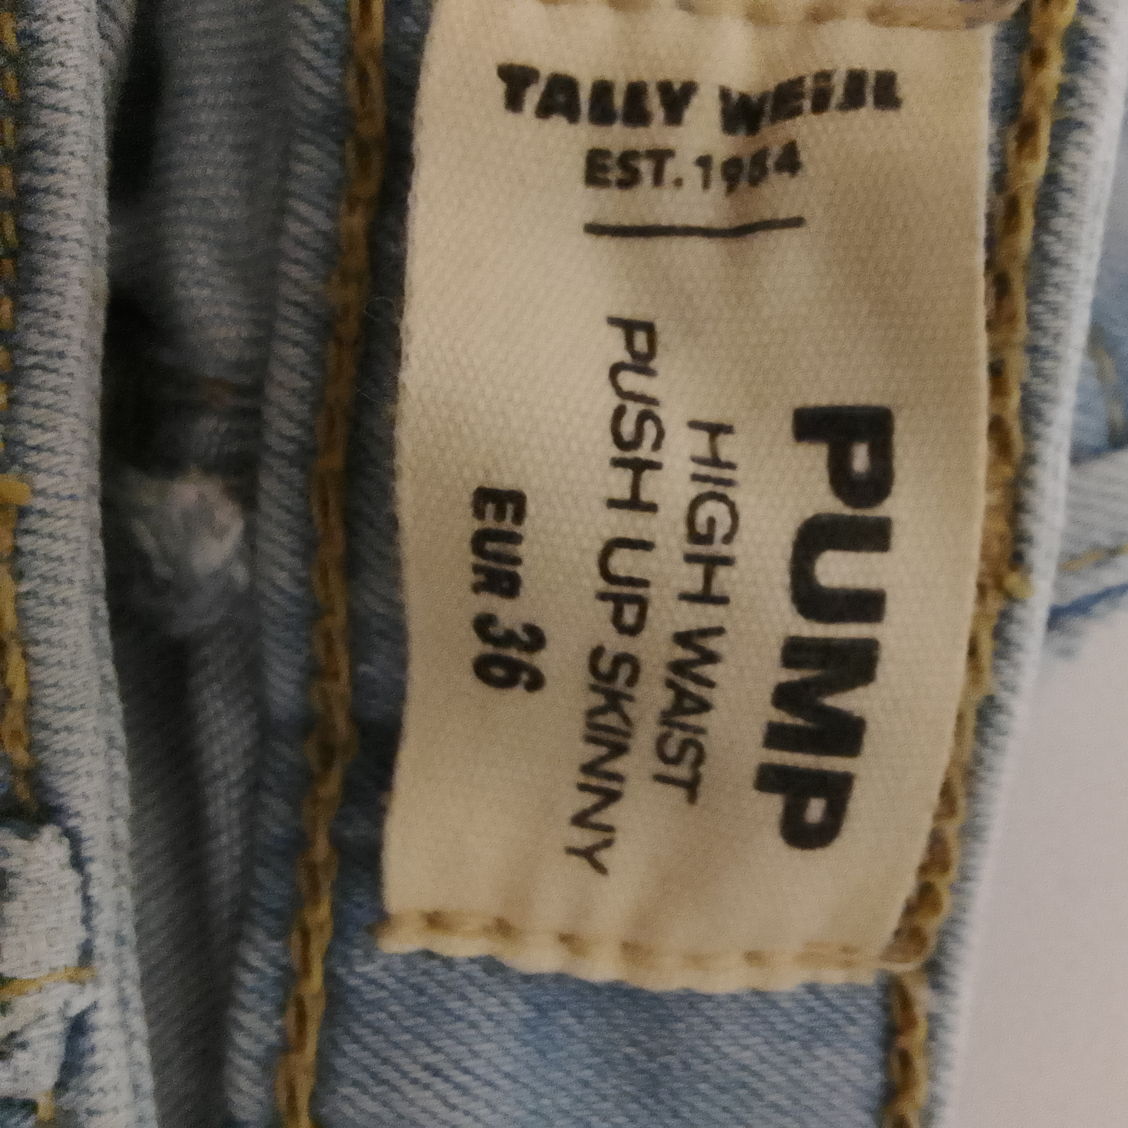 TALLY WEiJL
EST. 1984
PUMP
HIGH WAIST
PUSH UP SKINNY
EUR 36